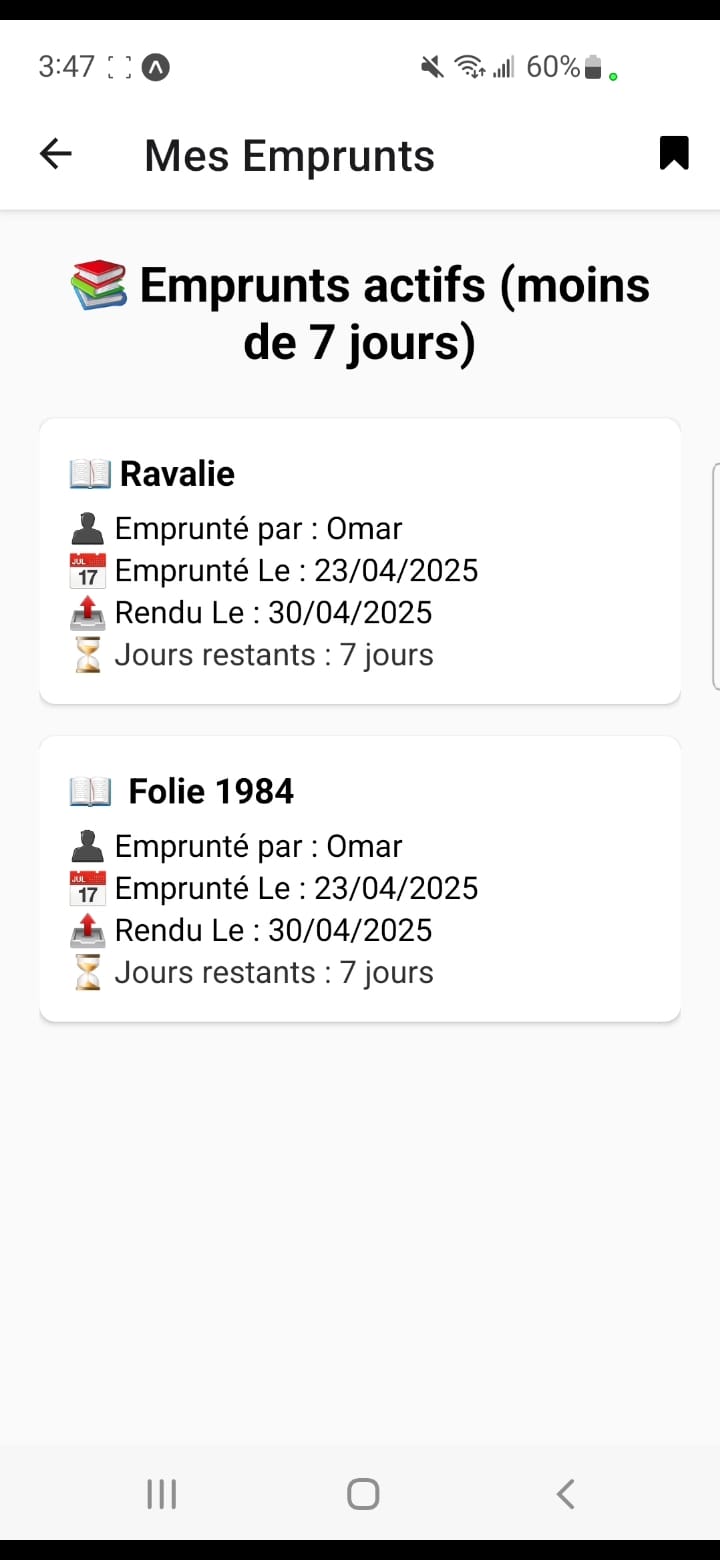 3:47 60%
Mes Emprunts
📚 Emprunts actifs (moins
de 7 jours)
📖 Ravalie
👤 Emprunté par : Omar
📅 Emprunté Le : 23/04/2025
📤 Rendu Le : 30/04/2025
⏳ Jours restants : 7 jours
📖 Folie 1984
👤 Emprunté par : Omar
📅 Emprunté Le : 23/04/2025
📤 Rendu Le : 30/04/2025
⏳ Jours restants : 7 jours